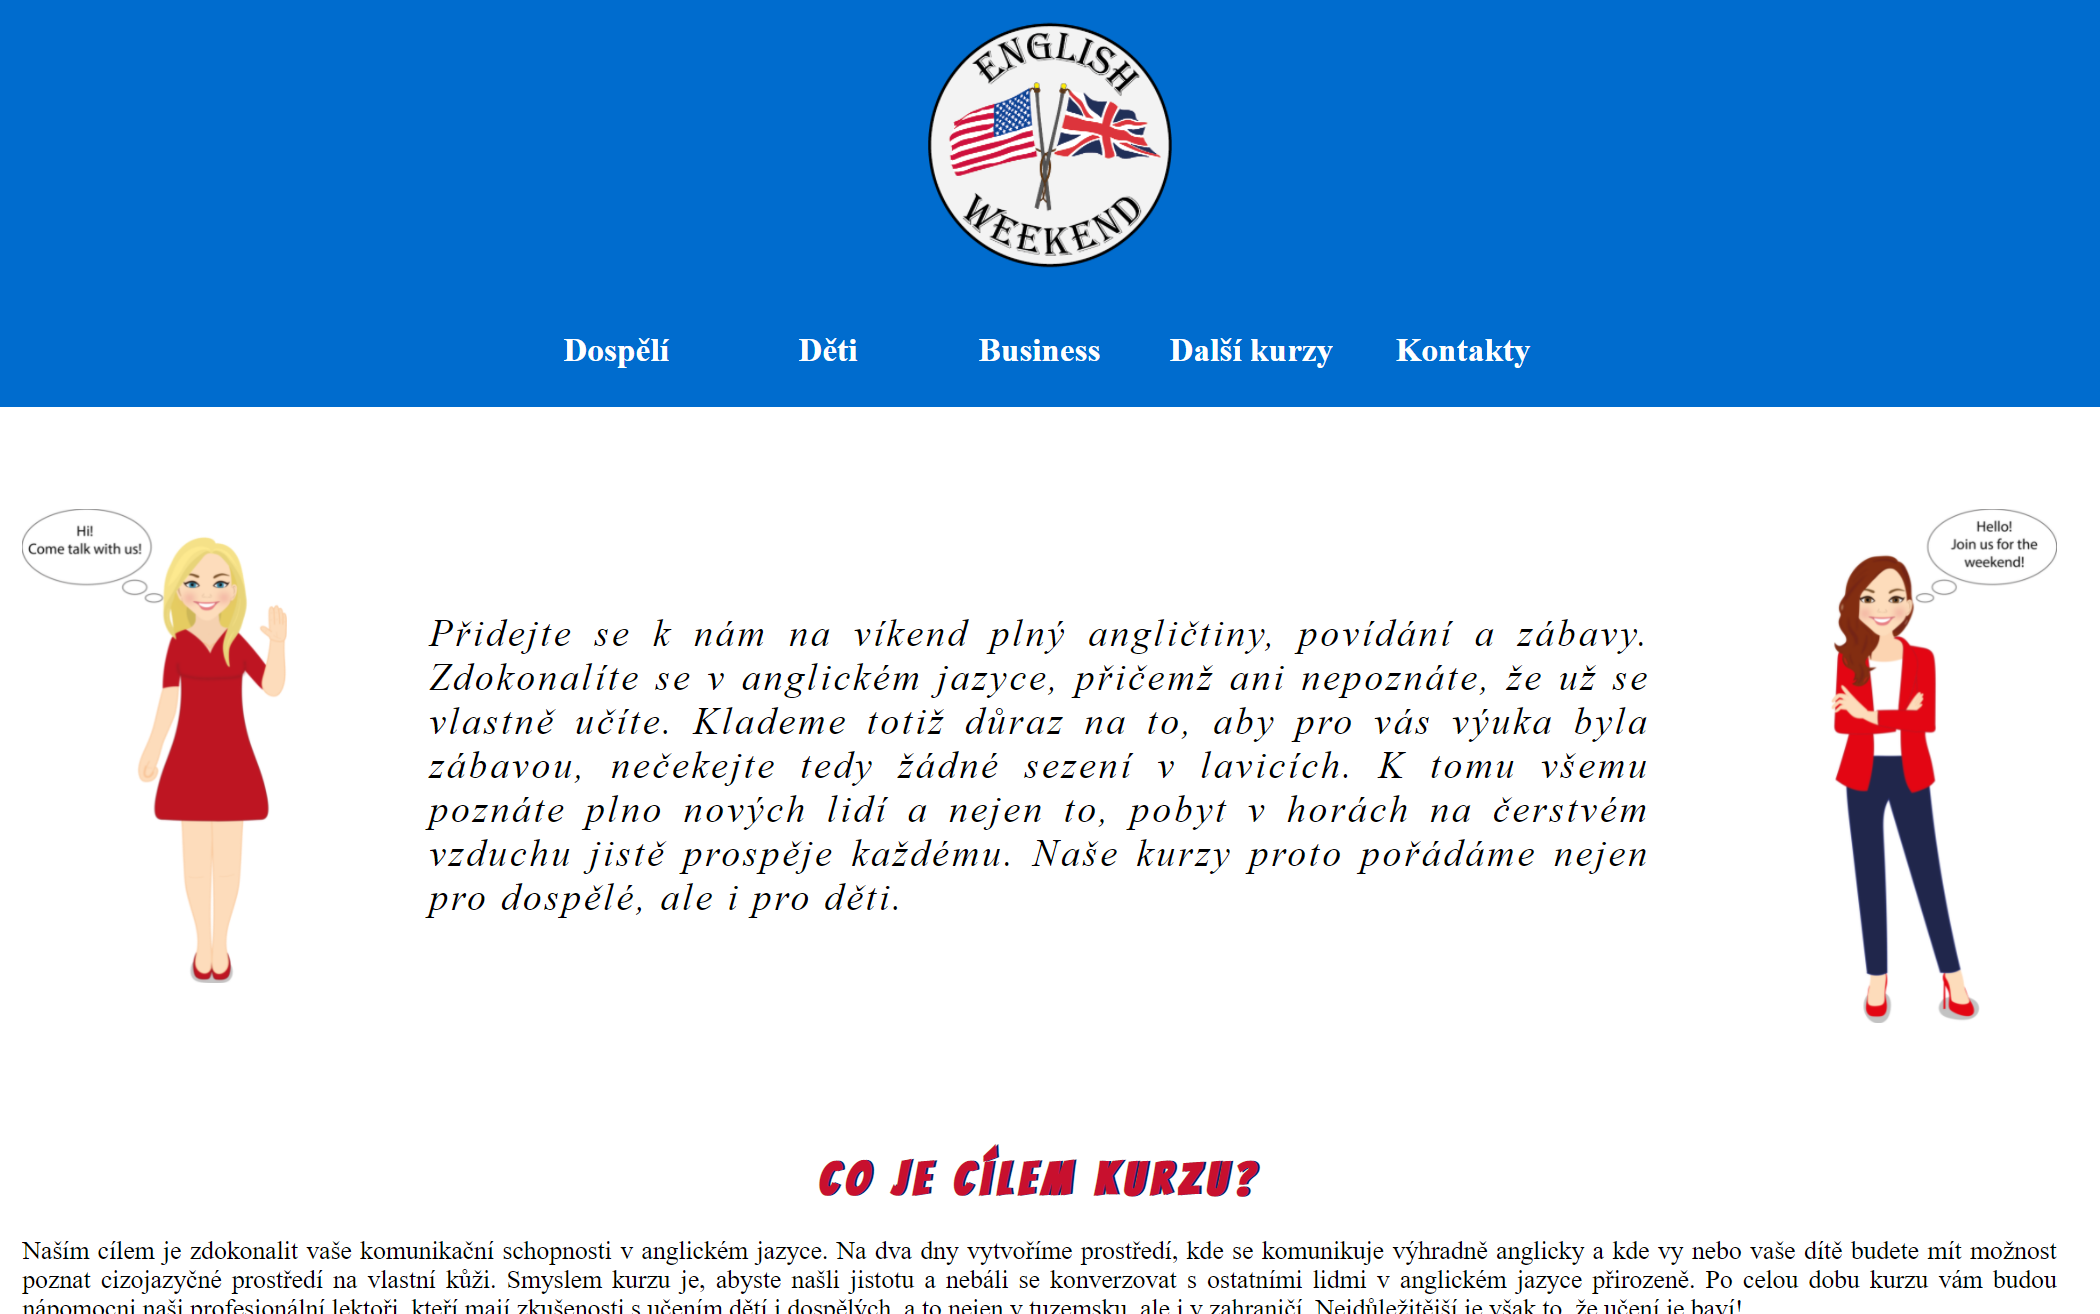 ENGLISH
WEEKEND
Dospělí Děti Business Další kurzy Kontakty
Hi!
Come talk with us!
Hello!
Join us for the
weekend!
Přidejte se k nám na víkend plný angličtiny, povídání a zábavy.
Zdokonalíte se v anglickém jazyce, přičemž ani nepoznáte, že už se
vlastně učíte. Klademe totiž důraz na to, aby pro vás výuka byla
zábavou, nečekejte tedy žádné sezení v lavicích. K tomu všemu
poznáte plno nových lidí a nejen to, pobyt v horách na čerstvém
vzduchu jistě prospěje každému. Naše kurzy proto pořádáme nejen
pro dospělé, ale i pro děti.
CO JE CÍLEM KURZU?
Naším cílem je zdokonalit vaše komunikační schopnosti v anglickém jazyce. Na dva dny vytvoříme prostředí, kde se komunikuje výhradně anglicky a kde vy nebo vaše dítě budete mít možnost
poznat cizojazyčné prostředí na vlastní kůži. Smyslem kurzu je, abyste našli jistotu a nebáli se konverzovat s ostatními lidmi v anglickém jazyce přirozeně. Po celou dobu kurzu vám budou
nápomocni naši profesionální lektoři, kteří mají zkušenosti s učením dětí i dospělých, a to nejen v tuzemsku, ale i v zahraničí. Nejdůležitější je však to, že učení je baví!